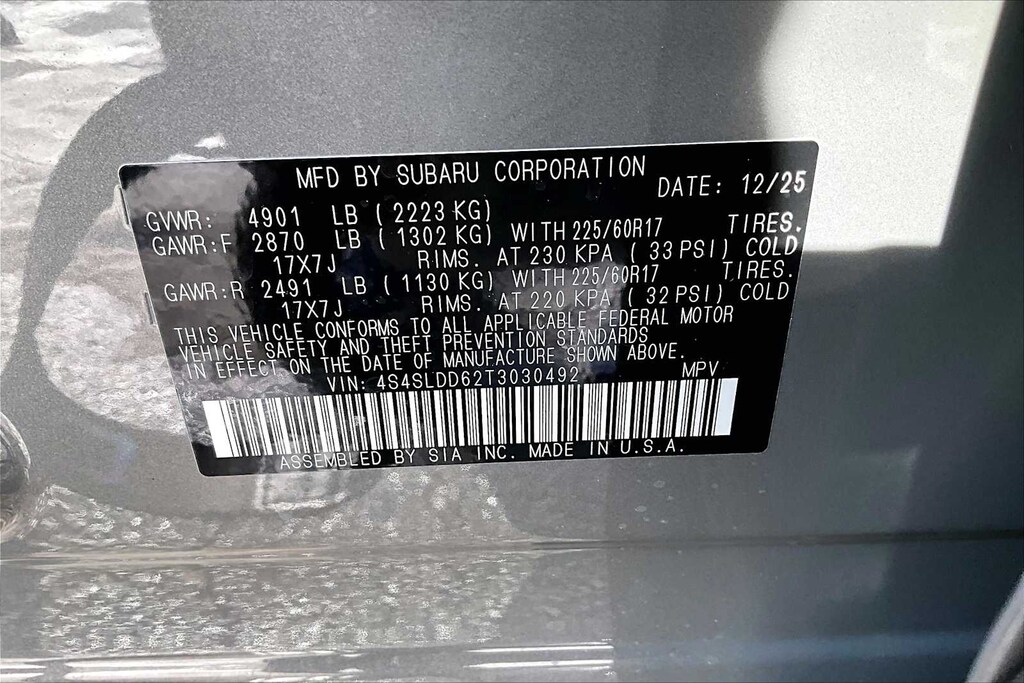 MFD BY SUBARU CORPORATION DATE: 12/25
GVWR: 4901 LB ( 2223 KG)
GAWR:F 2870 LB ( 1302 KG) WITH 225/60R17 TIRES.
17X7J RIMS. AT 230 KPA ( 33 PSI) COLD
GAWR:R 2491 LB ( 1130 KG) WITH 225/60R17 TIRES.
17X7J RIMS. AT 220 KPA ( 32 PSI) COLD
THIS VEHICLE CONFORMS TO ALL APPLICABLE FEDERAL MOTOR
VEHICLE SAFETY AND THEFT PREVENTION STANDARDS
IN EFFECT ON THE DATE OF MANUFACTURE SHOWN ABOVE.
VIN: 4S4SLDD62T3030492 MPV
ASSEMBLED BY SIA INC. MADE IN U.S.A.